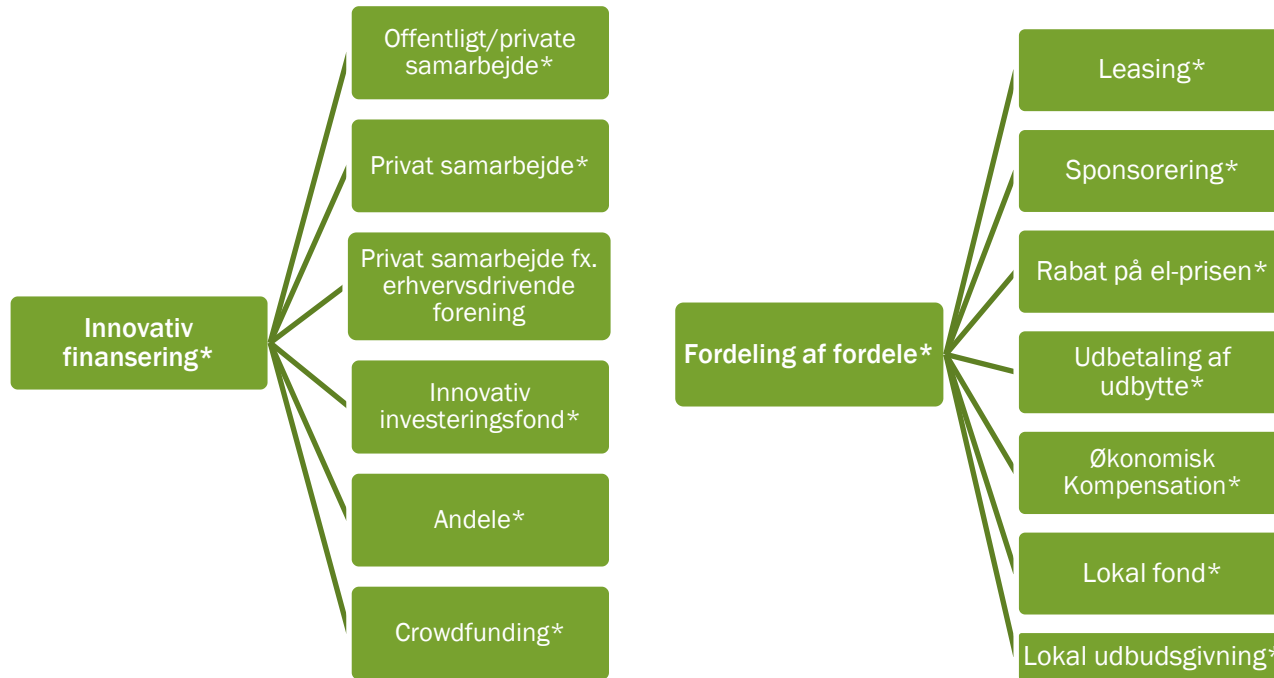 Innovativ
finansering*
Offentligt/private
samarbejde*
Privat samarbejde*
Privat samarbejde fx.
erhvervsdrivende
forening
Innovativ
investeringsfond*
Andele*
Crowdfunding*
Fordeling af fordele*
Leasing*
Sponsorering*
Rabat på el-prisen*
Udbetaling af
udbytte*
Økonomisk
Kompensation*
Lokal fond*
Lokal udbudsgivning*